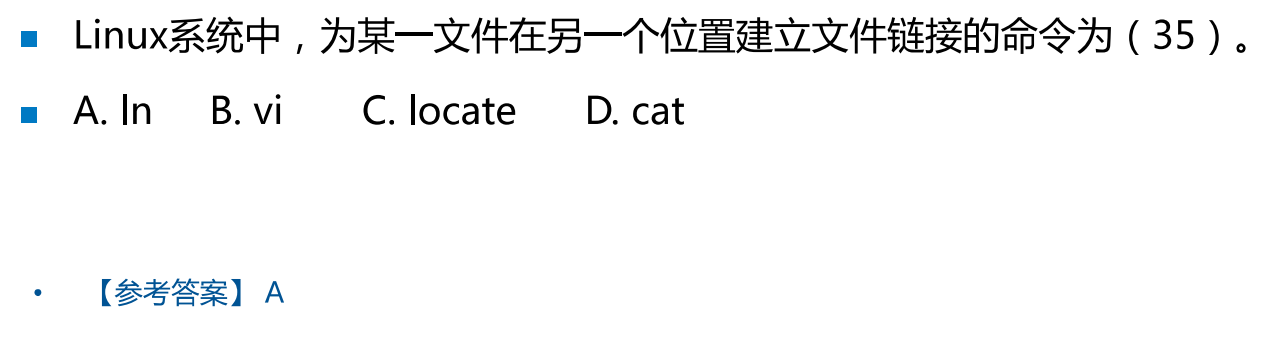 Linux系统中，为某一文件在另一个位置建立文件链接的命令为（35）。
A. ln B. vi C. locate D. cat
【参考答案】 A